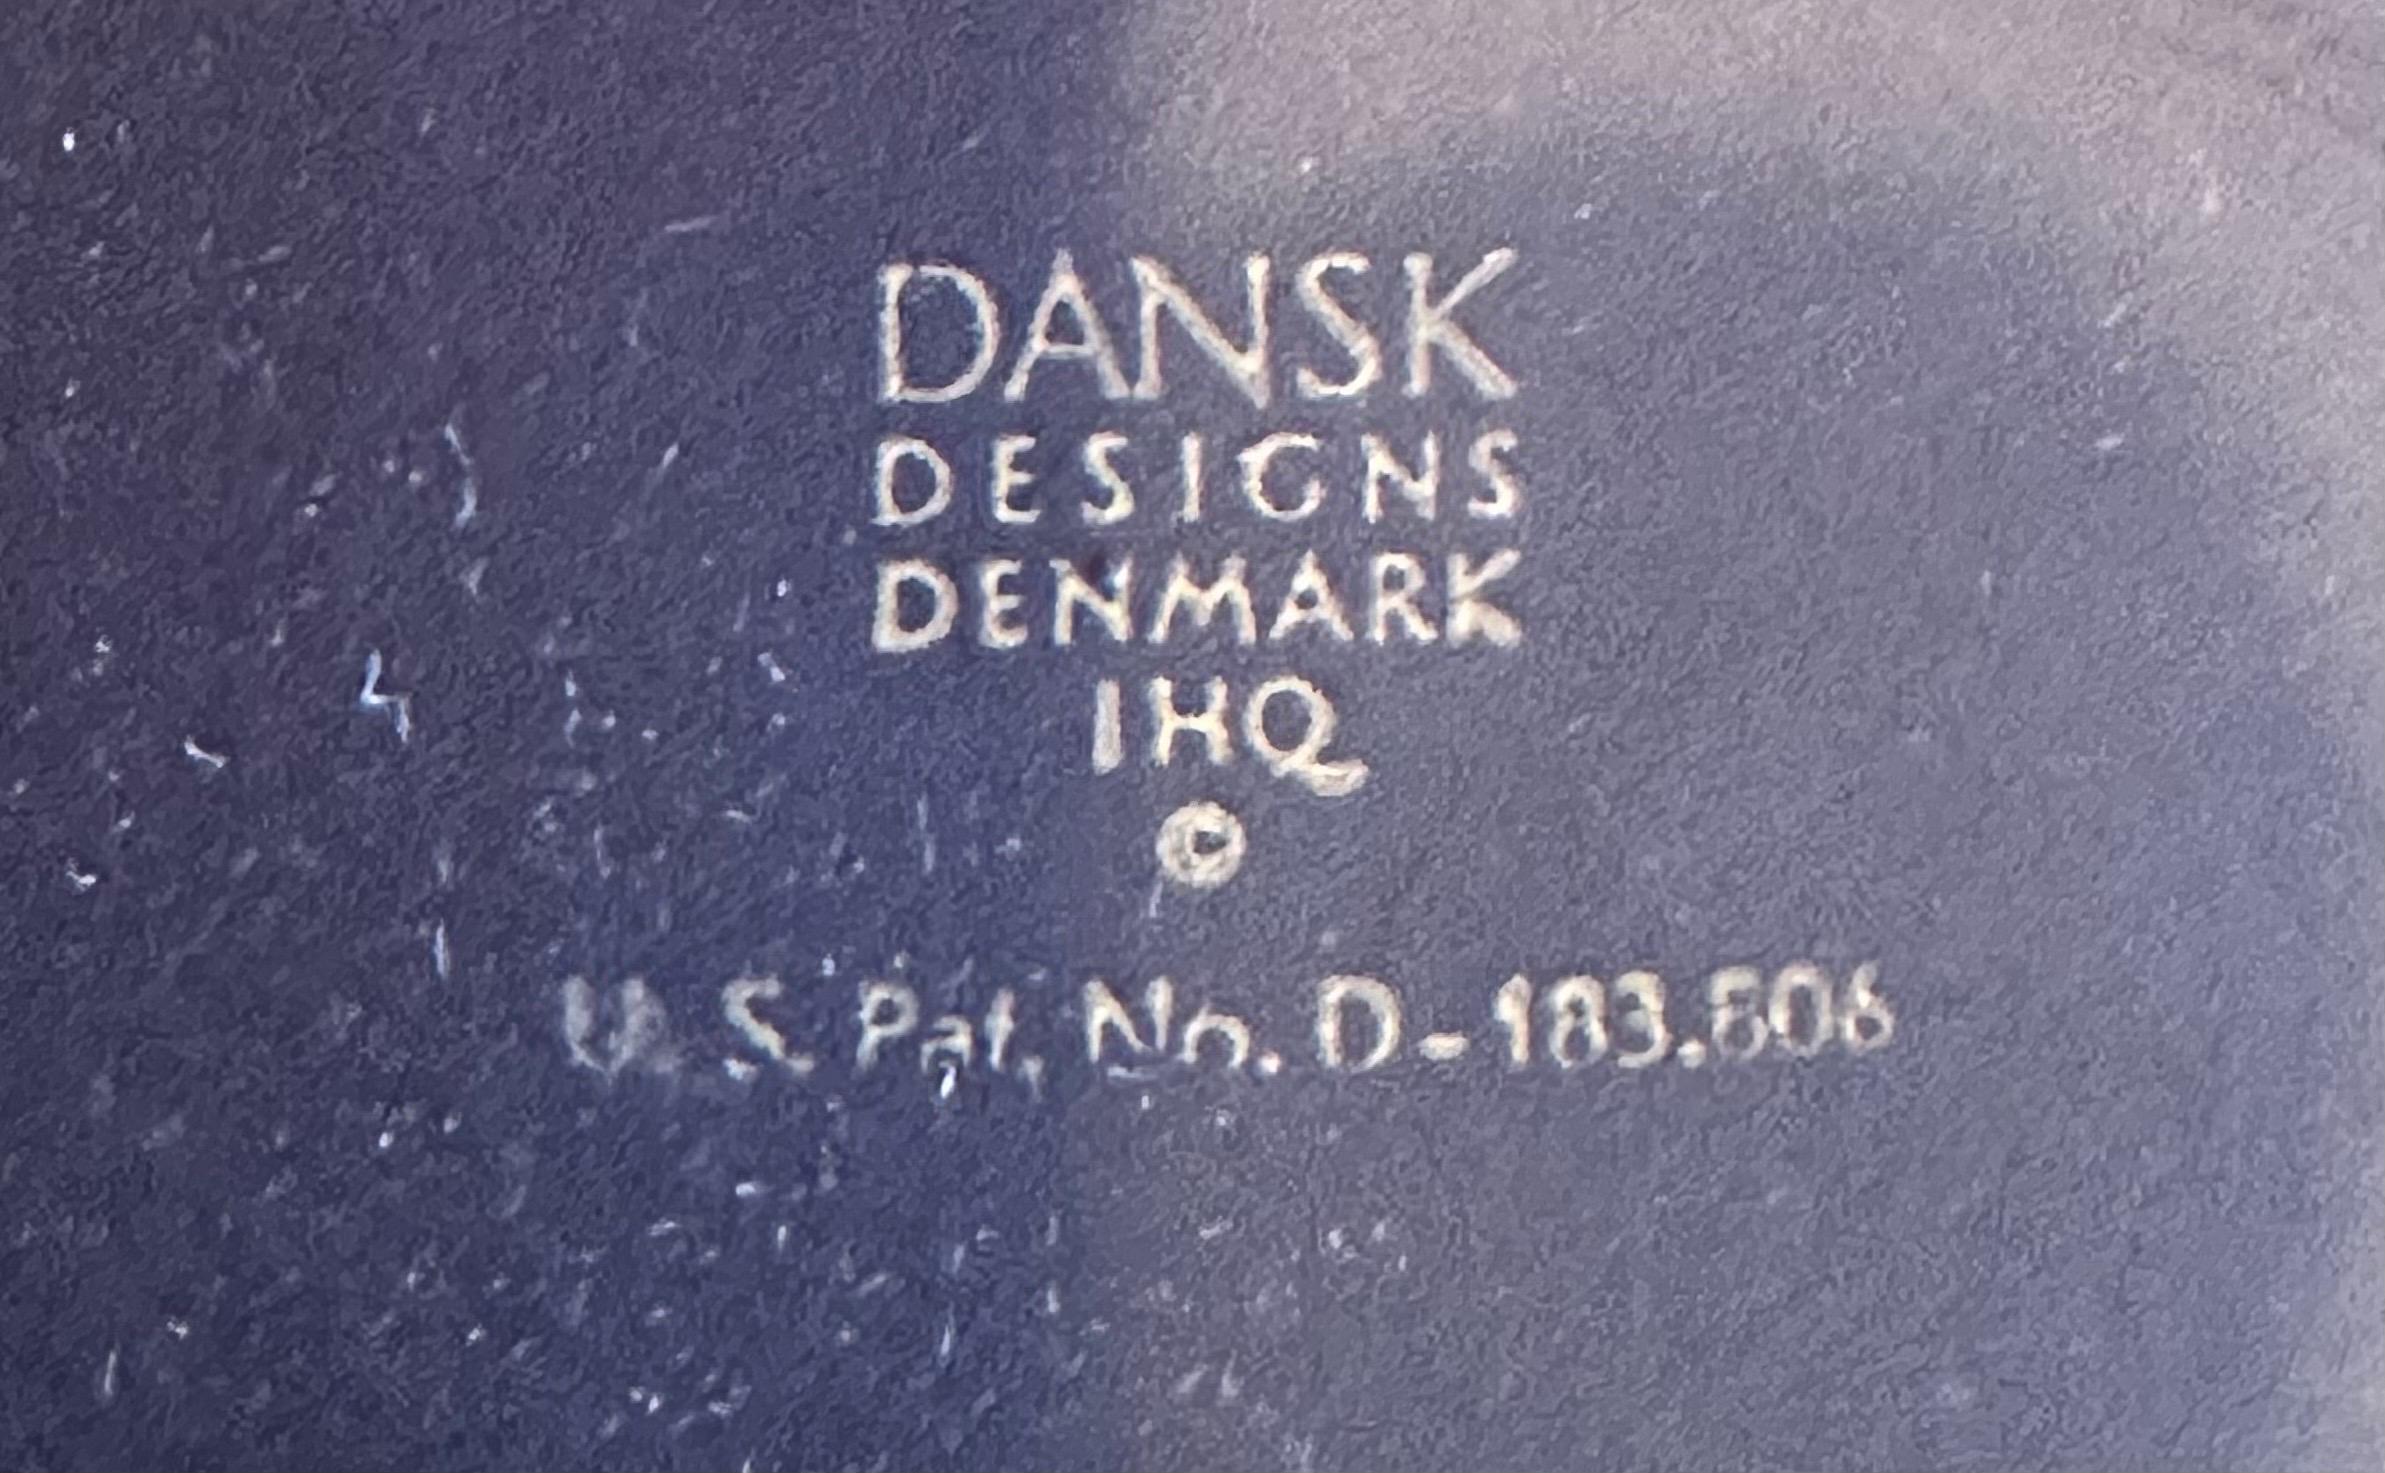 DANSK
DESIGNS
DENMARK
IHQ
©
U.S. Pat. No. D-183.806